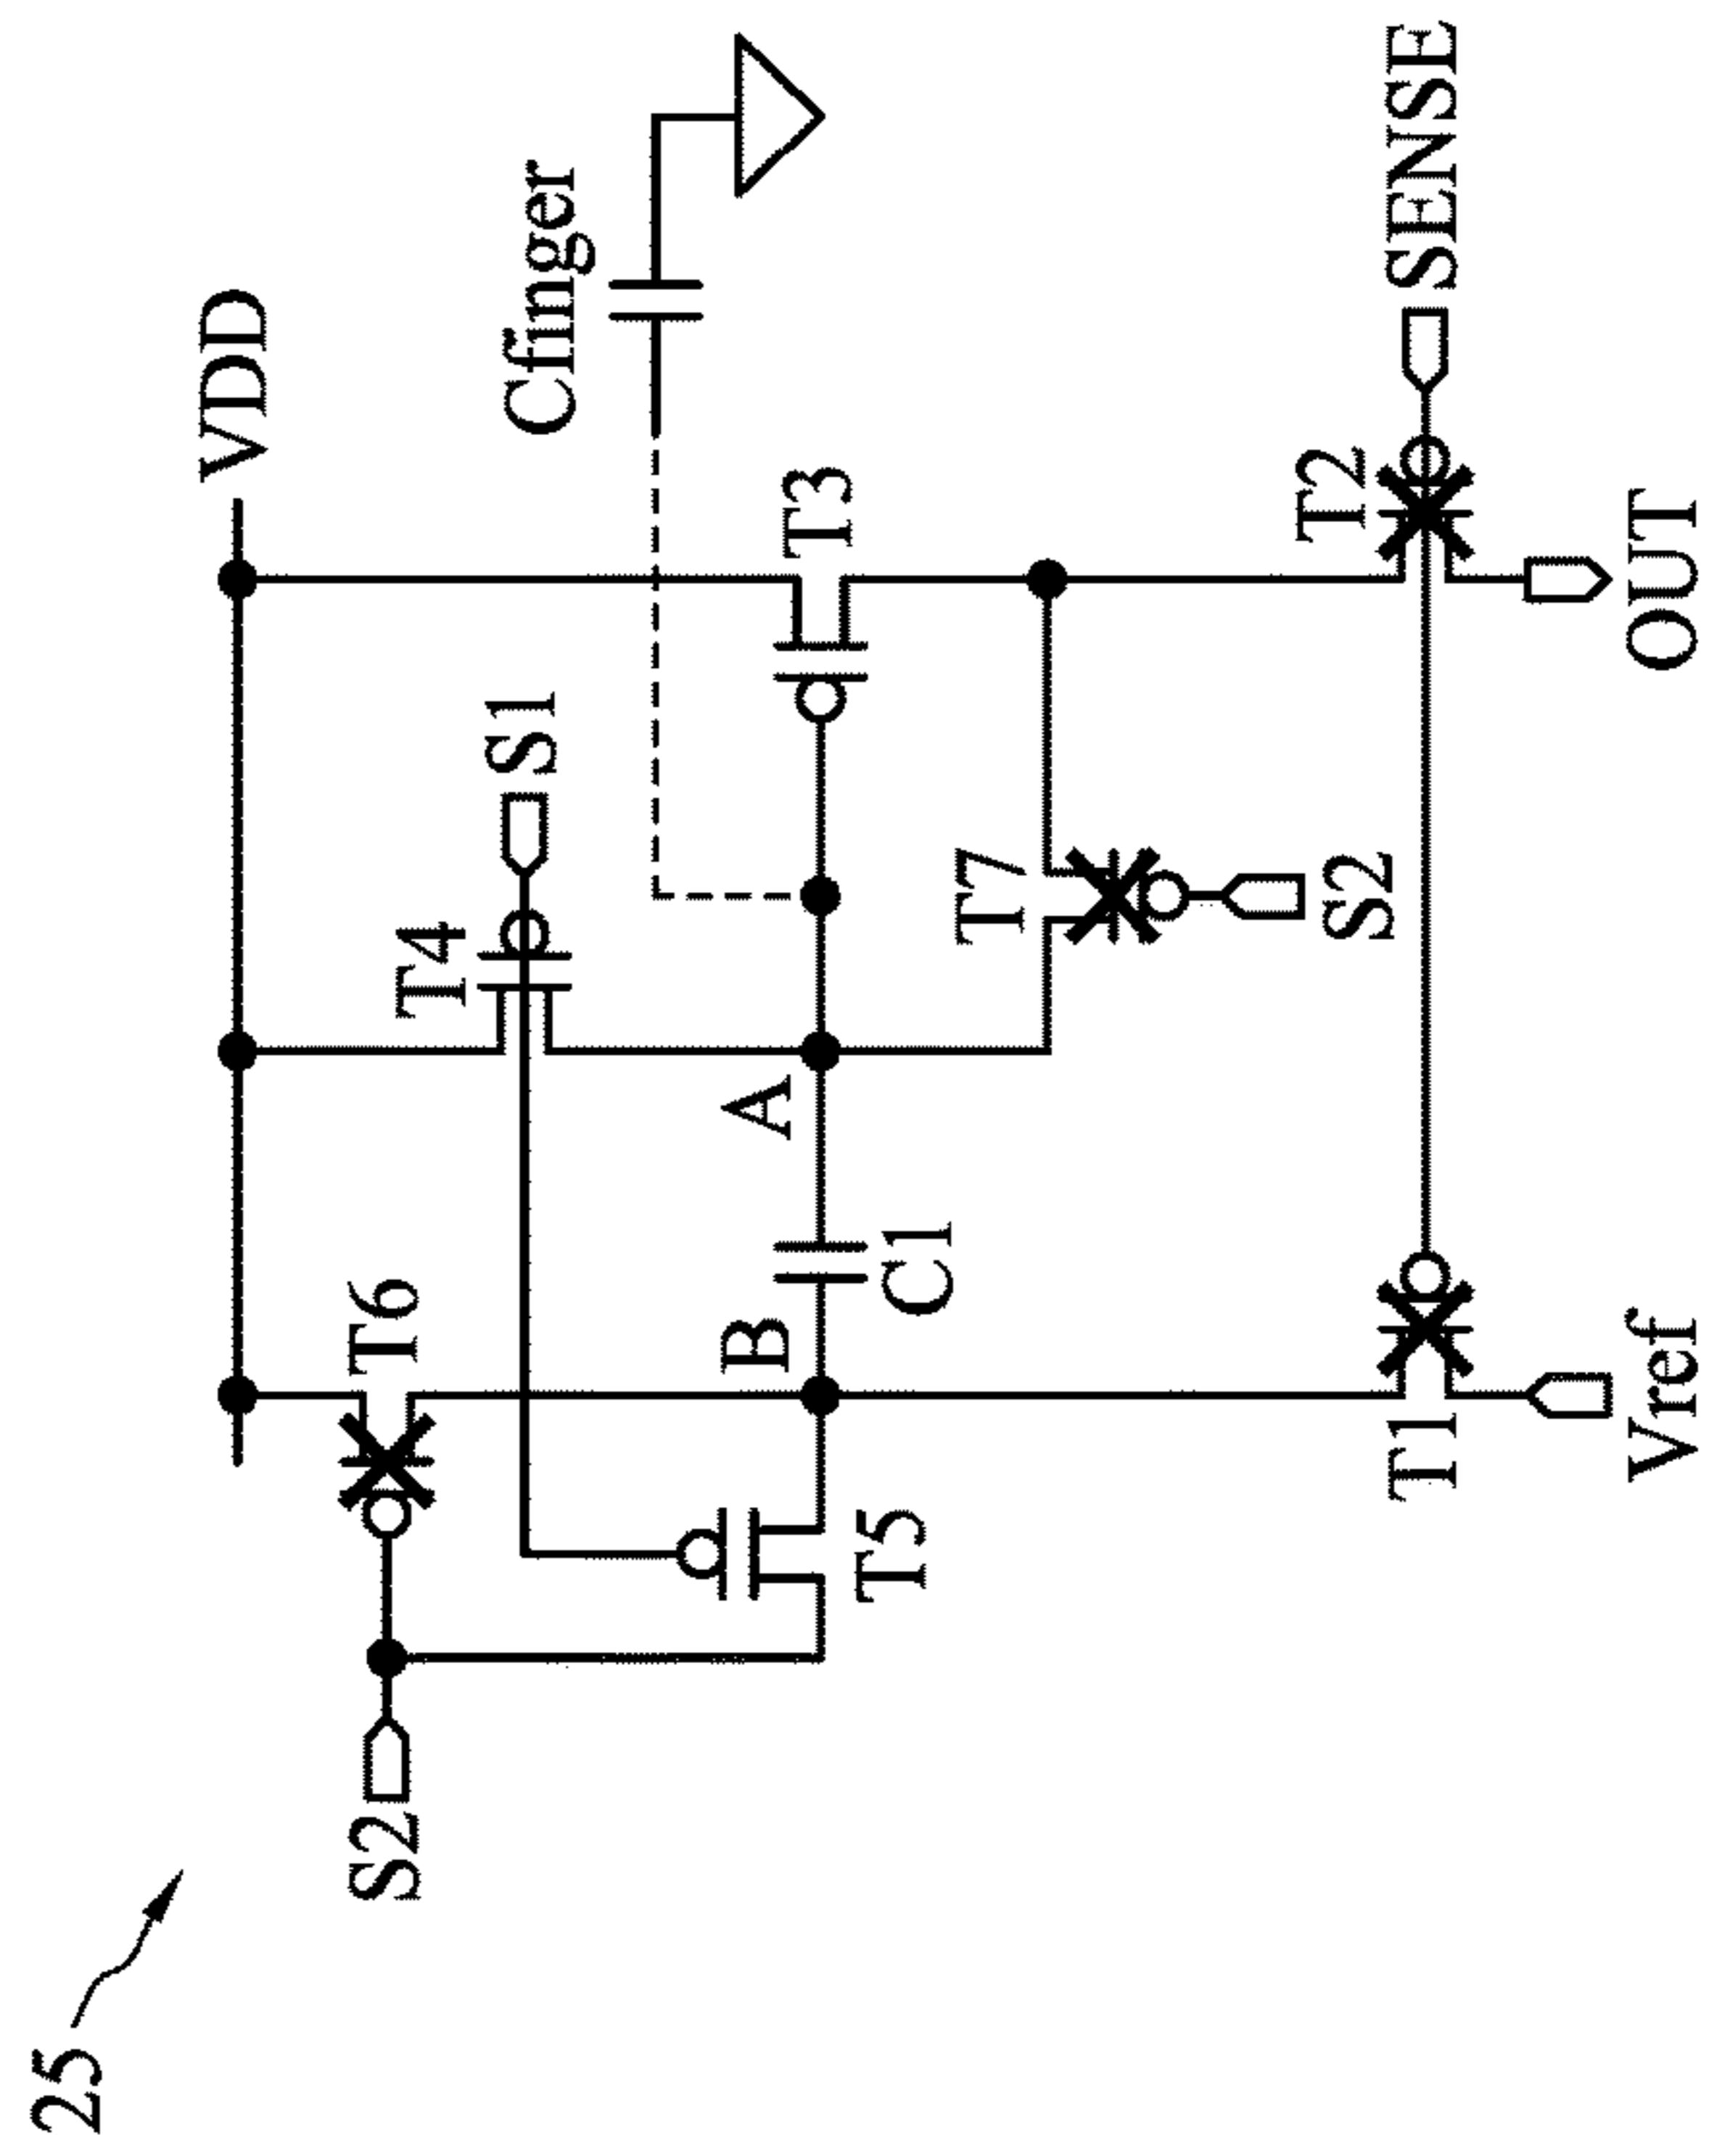 25
S2
T6
T4
S1
VDD
Cfinger
B
A
C1
T5
T3
T7
S2
T1
T2
SENSE
Vref
OUT